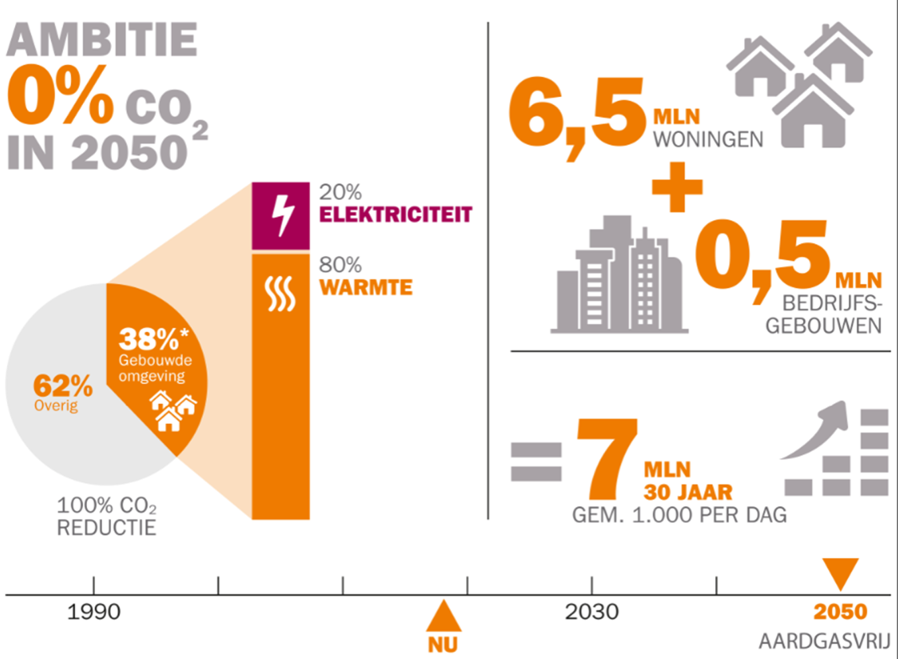 AMBITIE
0% CO2
IN 2050
20%
ELEKTRICITEIT
80%
WARMTE
38%*
Gebouwde
omgeving
62%
Overig
100% CO2
REDUCTIE
6,5 MLN
WONINGEN
+
0,5 MLN
BEDRIJFS-
GEBOUWEN
= 7 MLN
30 JAAR
GEM. 1.000 PER DAG
1990
NU
2030
2050
AARDGASVRIJ